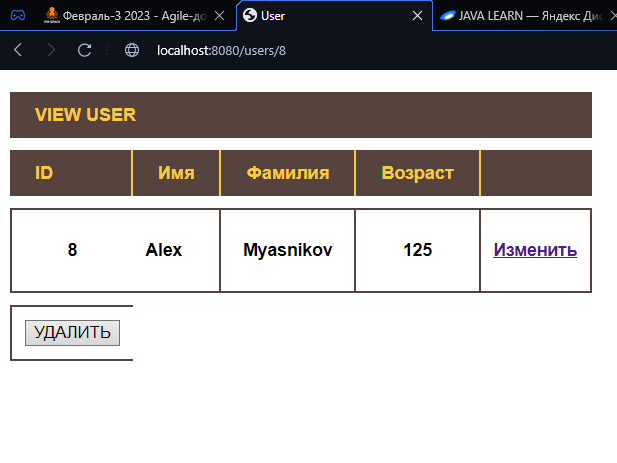 Февраль-3 2023 - Agile-до
User
JAVA LEARN — Яндекс Дис
localhost:8080/users/8
VIEW USER
ID Имя Фамилия Возраст
8 Alex Myasnikov 125 Изменить
УДАЛИТЬ